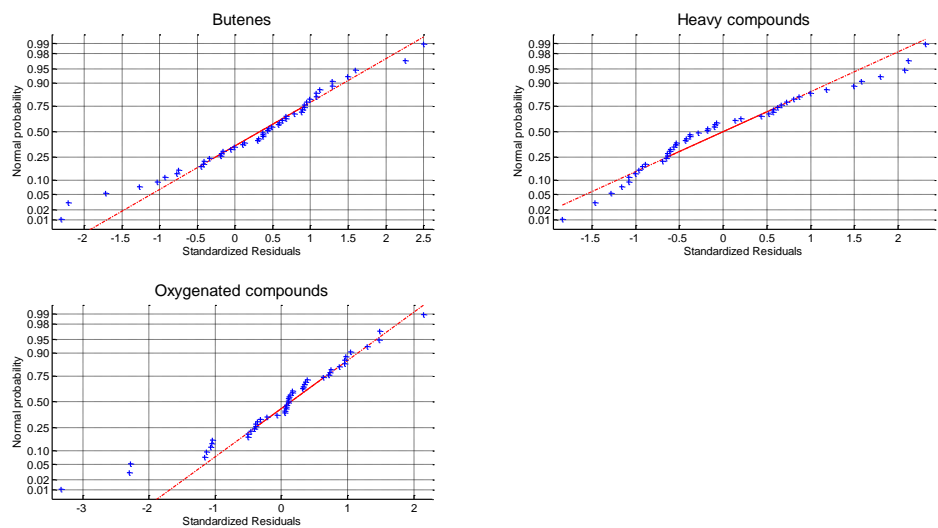 Butenes
0.99
0.98
0.95
0.90
0.75
0.50
0.25
0.10
0.05
0.02
0.01
Normal probability
-2 -1.5 -1 -0.5 0 0.5 1 1.5 2 2.5
Standardized Residuals
Heavy compounds
0.99
0.98
0.95
0.90
0.75
0.50
0.25
0.10
0.05
0.02
0.01
Normal probability
-1.5 -1 -0.5 0 0.5 1 1.5 2
Standardized Residuals
Oxygenated compounds
0.99
0.98
0.95
0.90
0.75
0.50
0.25
0.10
0.05
0.02
0.01
Normal probability
-3 -2 -1 0 1 2
Standardized Residuals